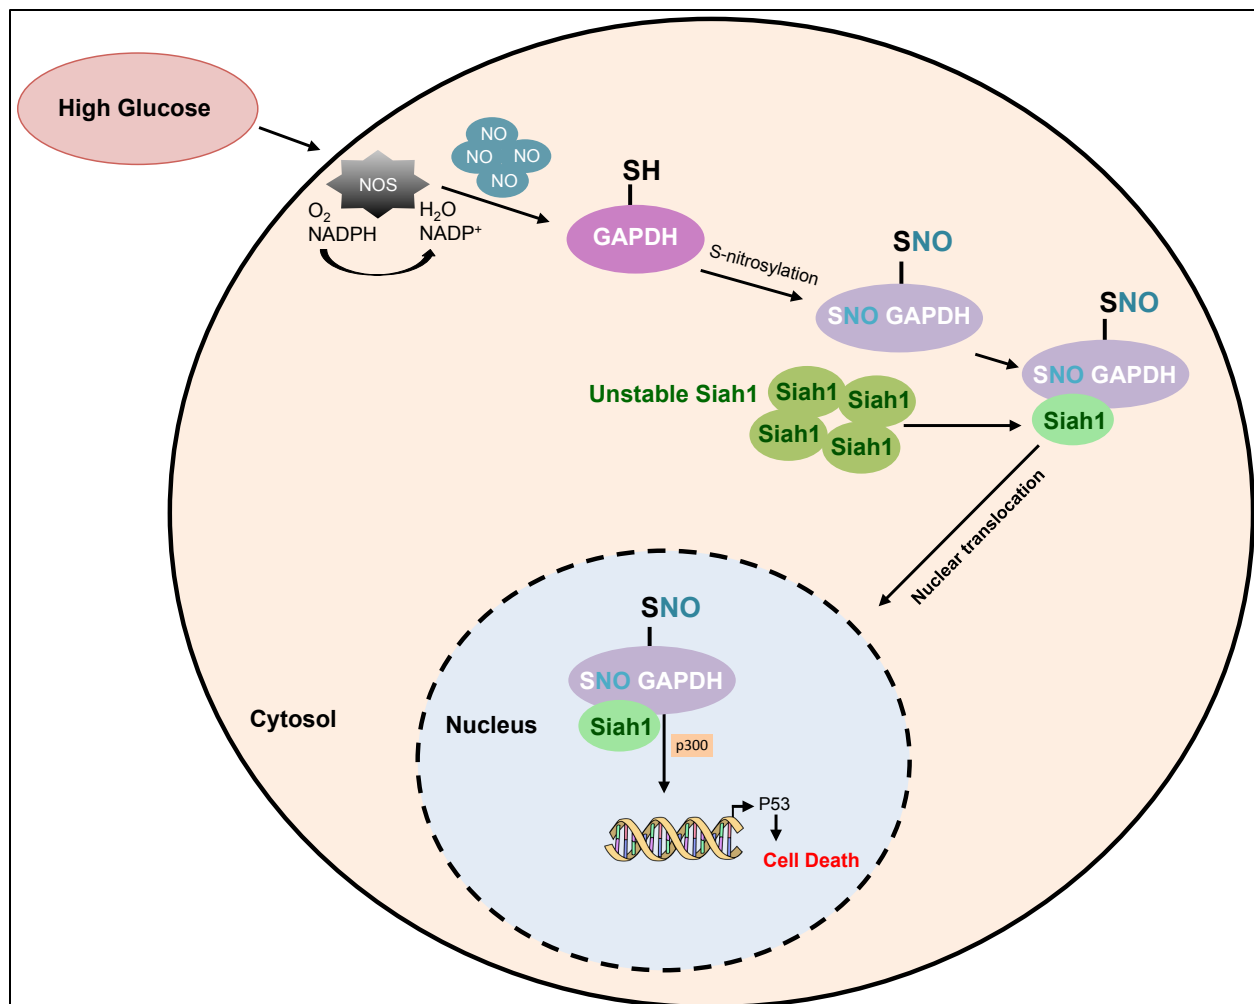 High Glucose
NO
NO NO
NO
NOS
O₂
NADPH
H₂O
NADP⁺
SH
GAPDH
S-nitrosylation
SNO
SNO GAPDH
SNO
SNO GAPDH
Siah1
Unstable Siah1
Siah1
Siah1
Siah1
Siah1
Nuclear translocation
SNO
SNO GAPDH
Siah1
Cytosol
Nucleus
p300
P53
Cell Death